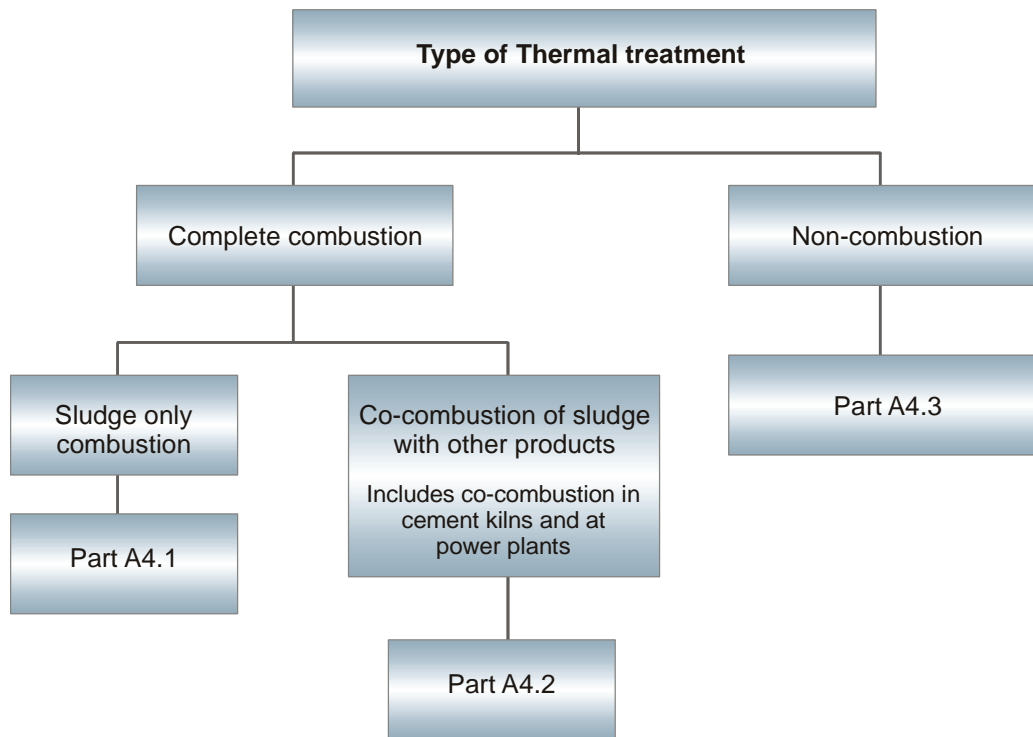 Type of Thermal treatment
Complete combustion
Non-combustion
Sludge only
combustion
Co-combustion of sludge
with other products
Includes co-combustion in
cement kilns and at
power plants
Part A4.3
Part A4.1
Part A4.2